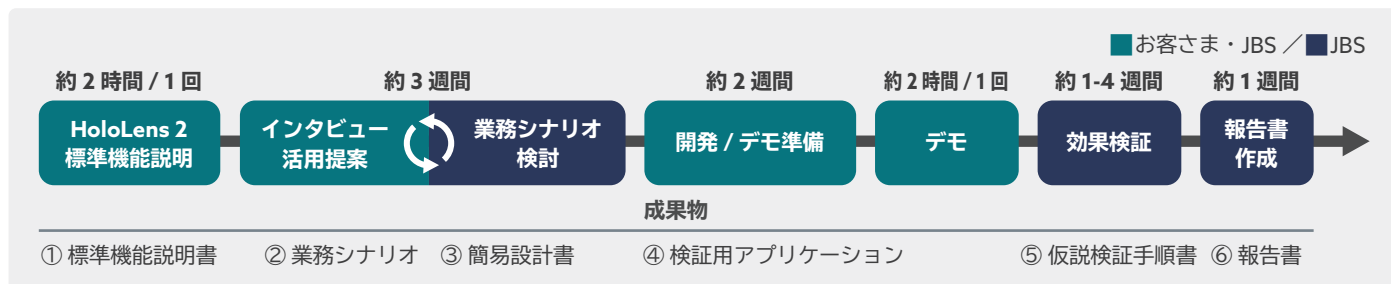 お客さま・JBS ／ JBS
約 2 時間 / 1 回
約 3 週間
約 2 週間
約 2 時間 / 1 回
約 1-4 週間
約 1 週間
HoloLens 2
標準機能説明
インタビュー
活用提案
業務シナリオ
検討
開発 / デモ準備
デモ
効果検証
報告書
作成
成果物
① 標準機能説明書
② 業務シナリオ
③ 簡易設計書
④ 検証用アプリケーション
⑤ 仮説検証手順書
⑥ 報告書